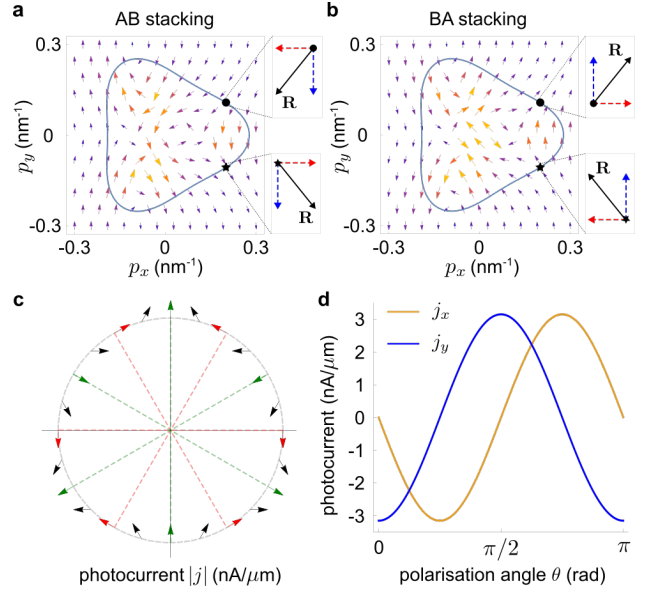 a
AB stacking
b
BA stacking
0.3
0
-0.3
p_y (nm⁻¹)
-0.3
0
0.3
p_x (nm⁻¹)
R
R
0.3
0
-0.3
p_y (nm⁻¹)
-0.3
0
0.3
p_x (nm⁻¹)
R
R
c
photocurrent |j| (nA/μm)
d
j_x
j_y
3
2
1
0
-1
-2
-3
photocurrent (nA/μm)
0
π/2
π
polarisation angle θ (rad)